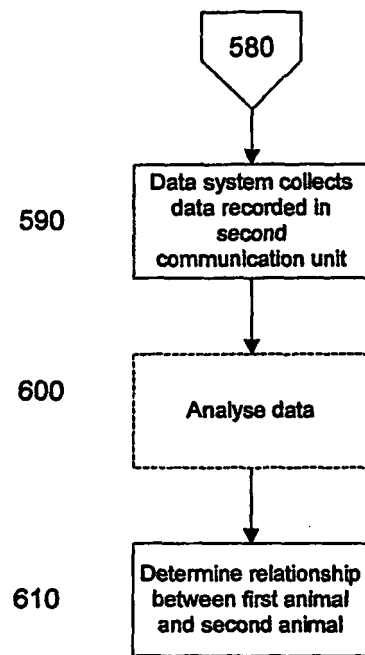 580
590
Data system collects
data recorded in
second
communication unit
600
Analyse data
610
Determine relationship
between first animal
and second animal